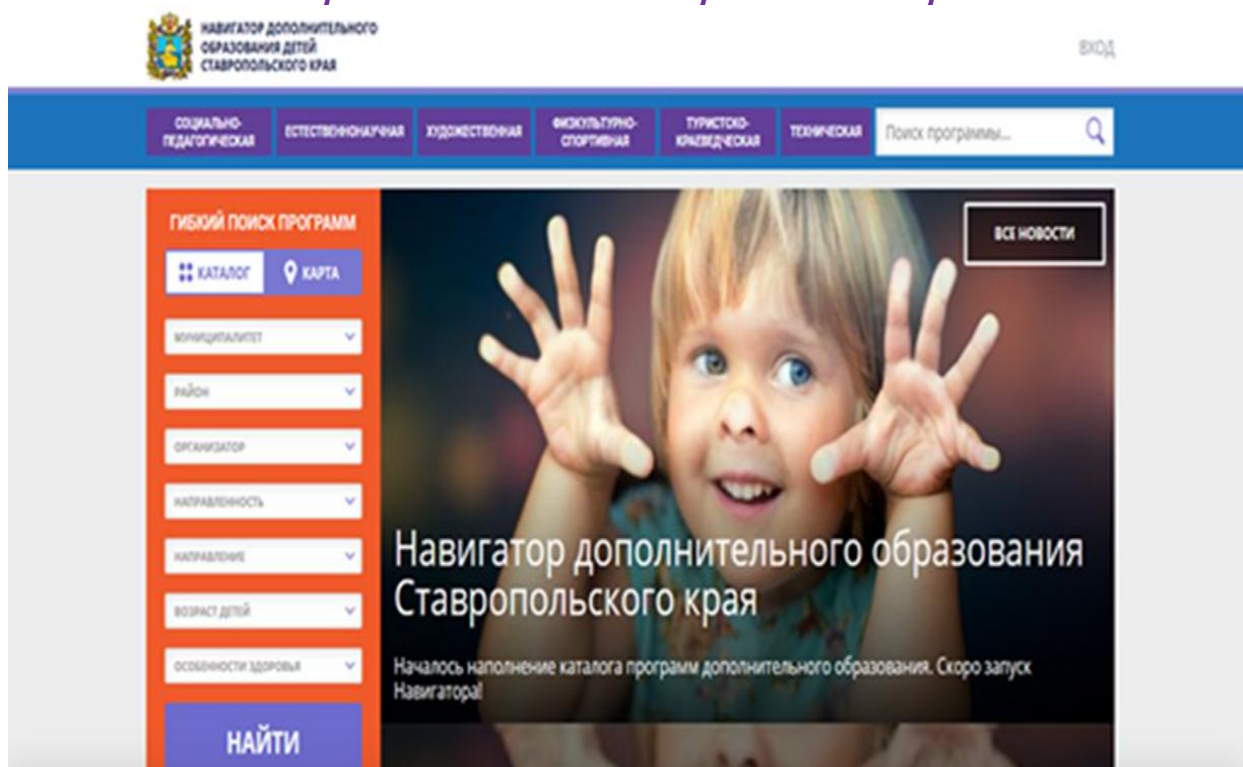 НАВИГАТОР ДОПОЛНИТЕЛЬНОГО
ОБРАЗОВАНИЯ ДЕТЕЙ
СТАВРОПОЛЬСКОГО КРАЯ
ВХОД
СОЦИАЛЬНО-
ПЕДАГОГИЧЕСКАЯ
ЕСТЕСТВЕННОНАУЧНАЯ
ХУДОЖЕСТВЕННАЯ
ФИЗКУЛЬТУРНО-
СПОРТИВНАЯ
ТУРИСТСКО-
КРАЕВЕДЧЕСКАЯ
ТЕХНИЧЕСКАЯ
Поиск программы...
ГИБКИЙ ПОИСК ПРОГРАММ
КАТАЛОГ
КАРТА
МУНИЦИПАЛИТЕТ
РАЙОН
ОРГАНИЗАТОР
НАПРАВЛЕННОСТЬ
НАПРАВЛЕНИЕ
ВОЗРАСТ ДЕТЕЙ
ОСОБЕННОСТИ ЗДОРОВЬЯ
НАЙТИ
ВСЕ НОВОСТИ
Навигатор дополнительного образования
Ставропольского края
Началось наполнение каталога программ дополнительного образования. Скоро запуск
Навигатора!